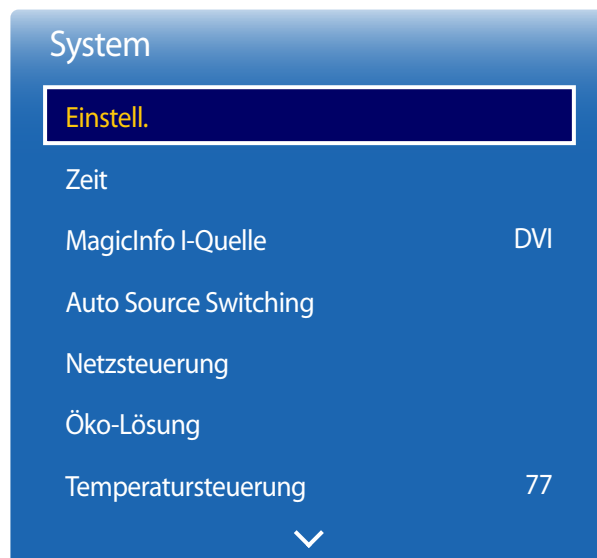 System
Einstell.
Zeit
MagicInfo I-Quelle DVI
Auto Source Switching
Netzsteuerung
Öko-Lösung
Temperatursteuerung 77